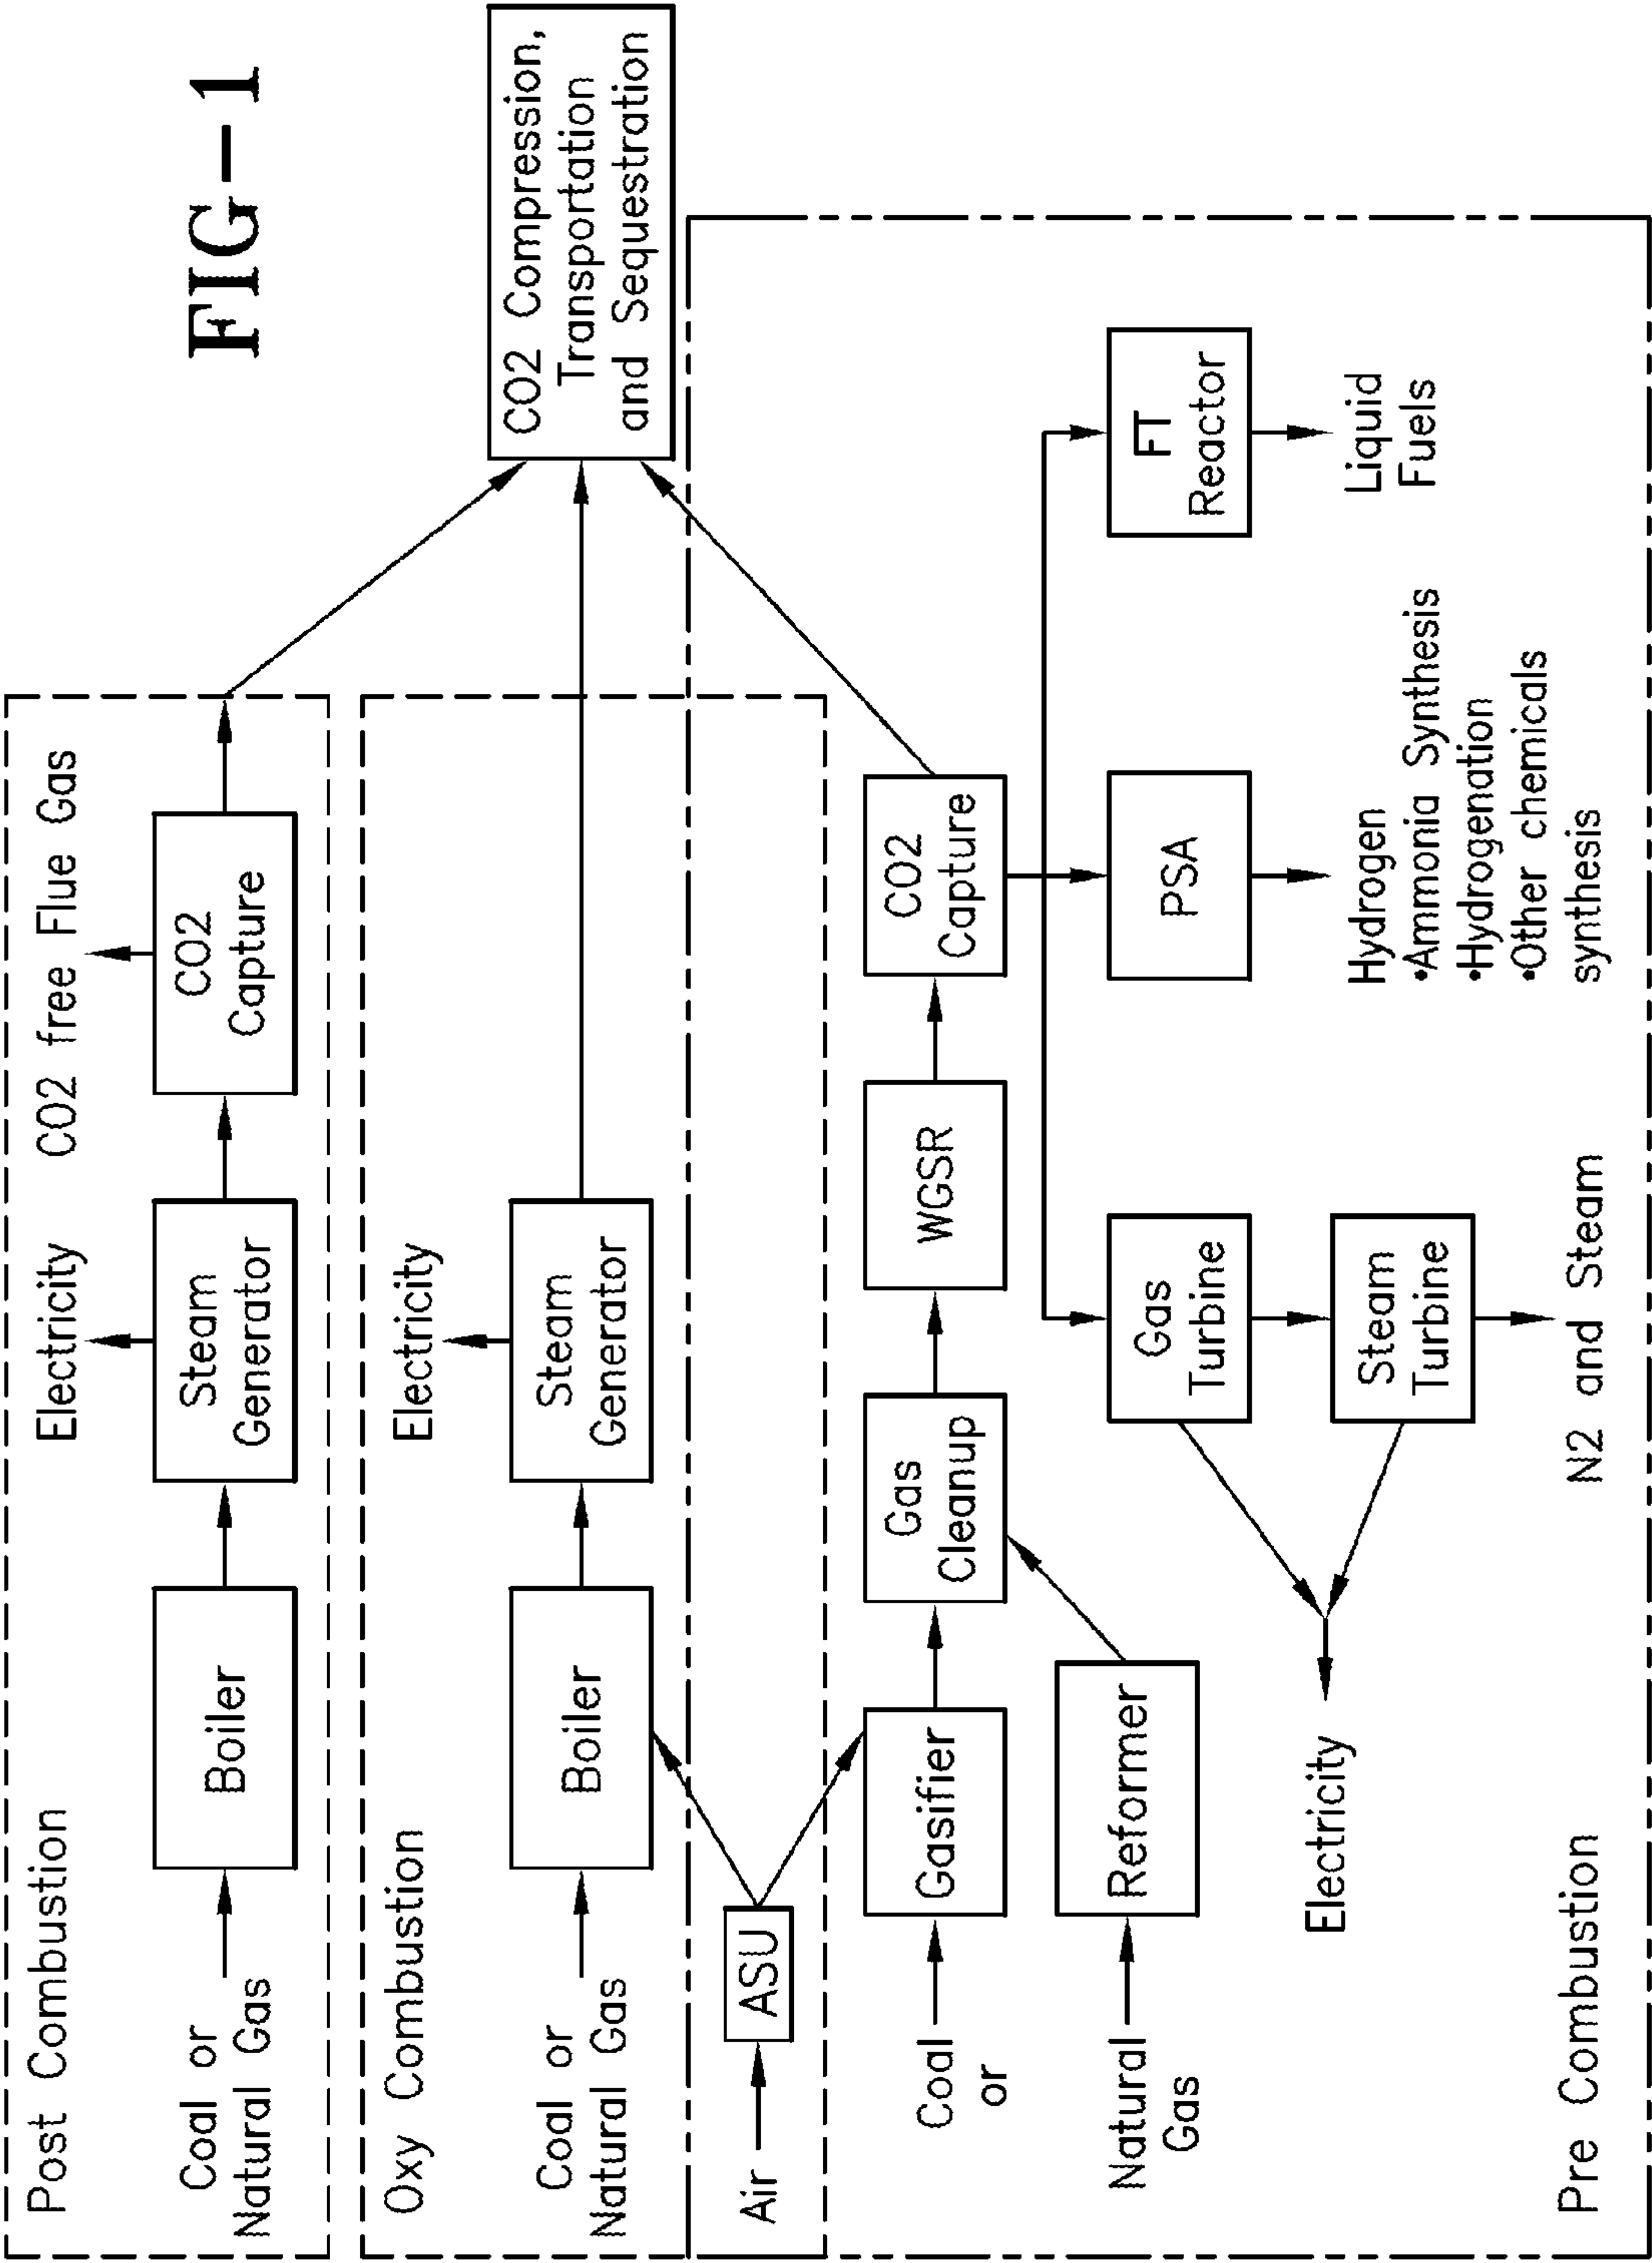 FIG-1
Post Combustion
Electricity
CO2 free Flue Gas
Coal or
Natural Gas
Boiler
Steam
Generator
CO2
Capture
CO2 Compression,
Transportation
and Sequestration
Oxy Combustion
Electricity
Coal or
Natural Gas
Boiler
Steam
Generator
Air
ASU
Coal
or
Gasifier
Gas
Cleanup
WGSR
CO2
Capture
Natural
Gas
Reformer
Gas
Turbine
PSA
FT
Reactor
Electricity
Steam
Turbine
Hydrogen
•Ammonia Synthesis
•Hydrogenation
•Other chemicals
synthesis
Liquid
Fuels
N2 and Steam
Pre Combustion